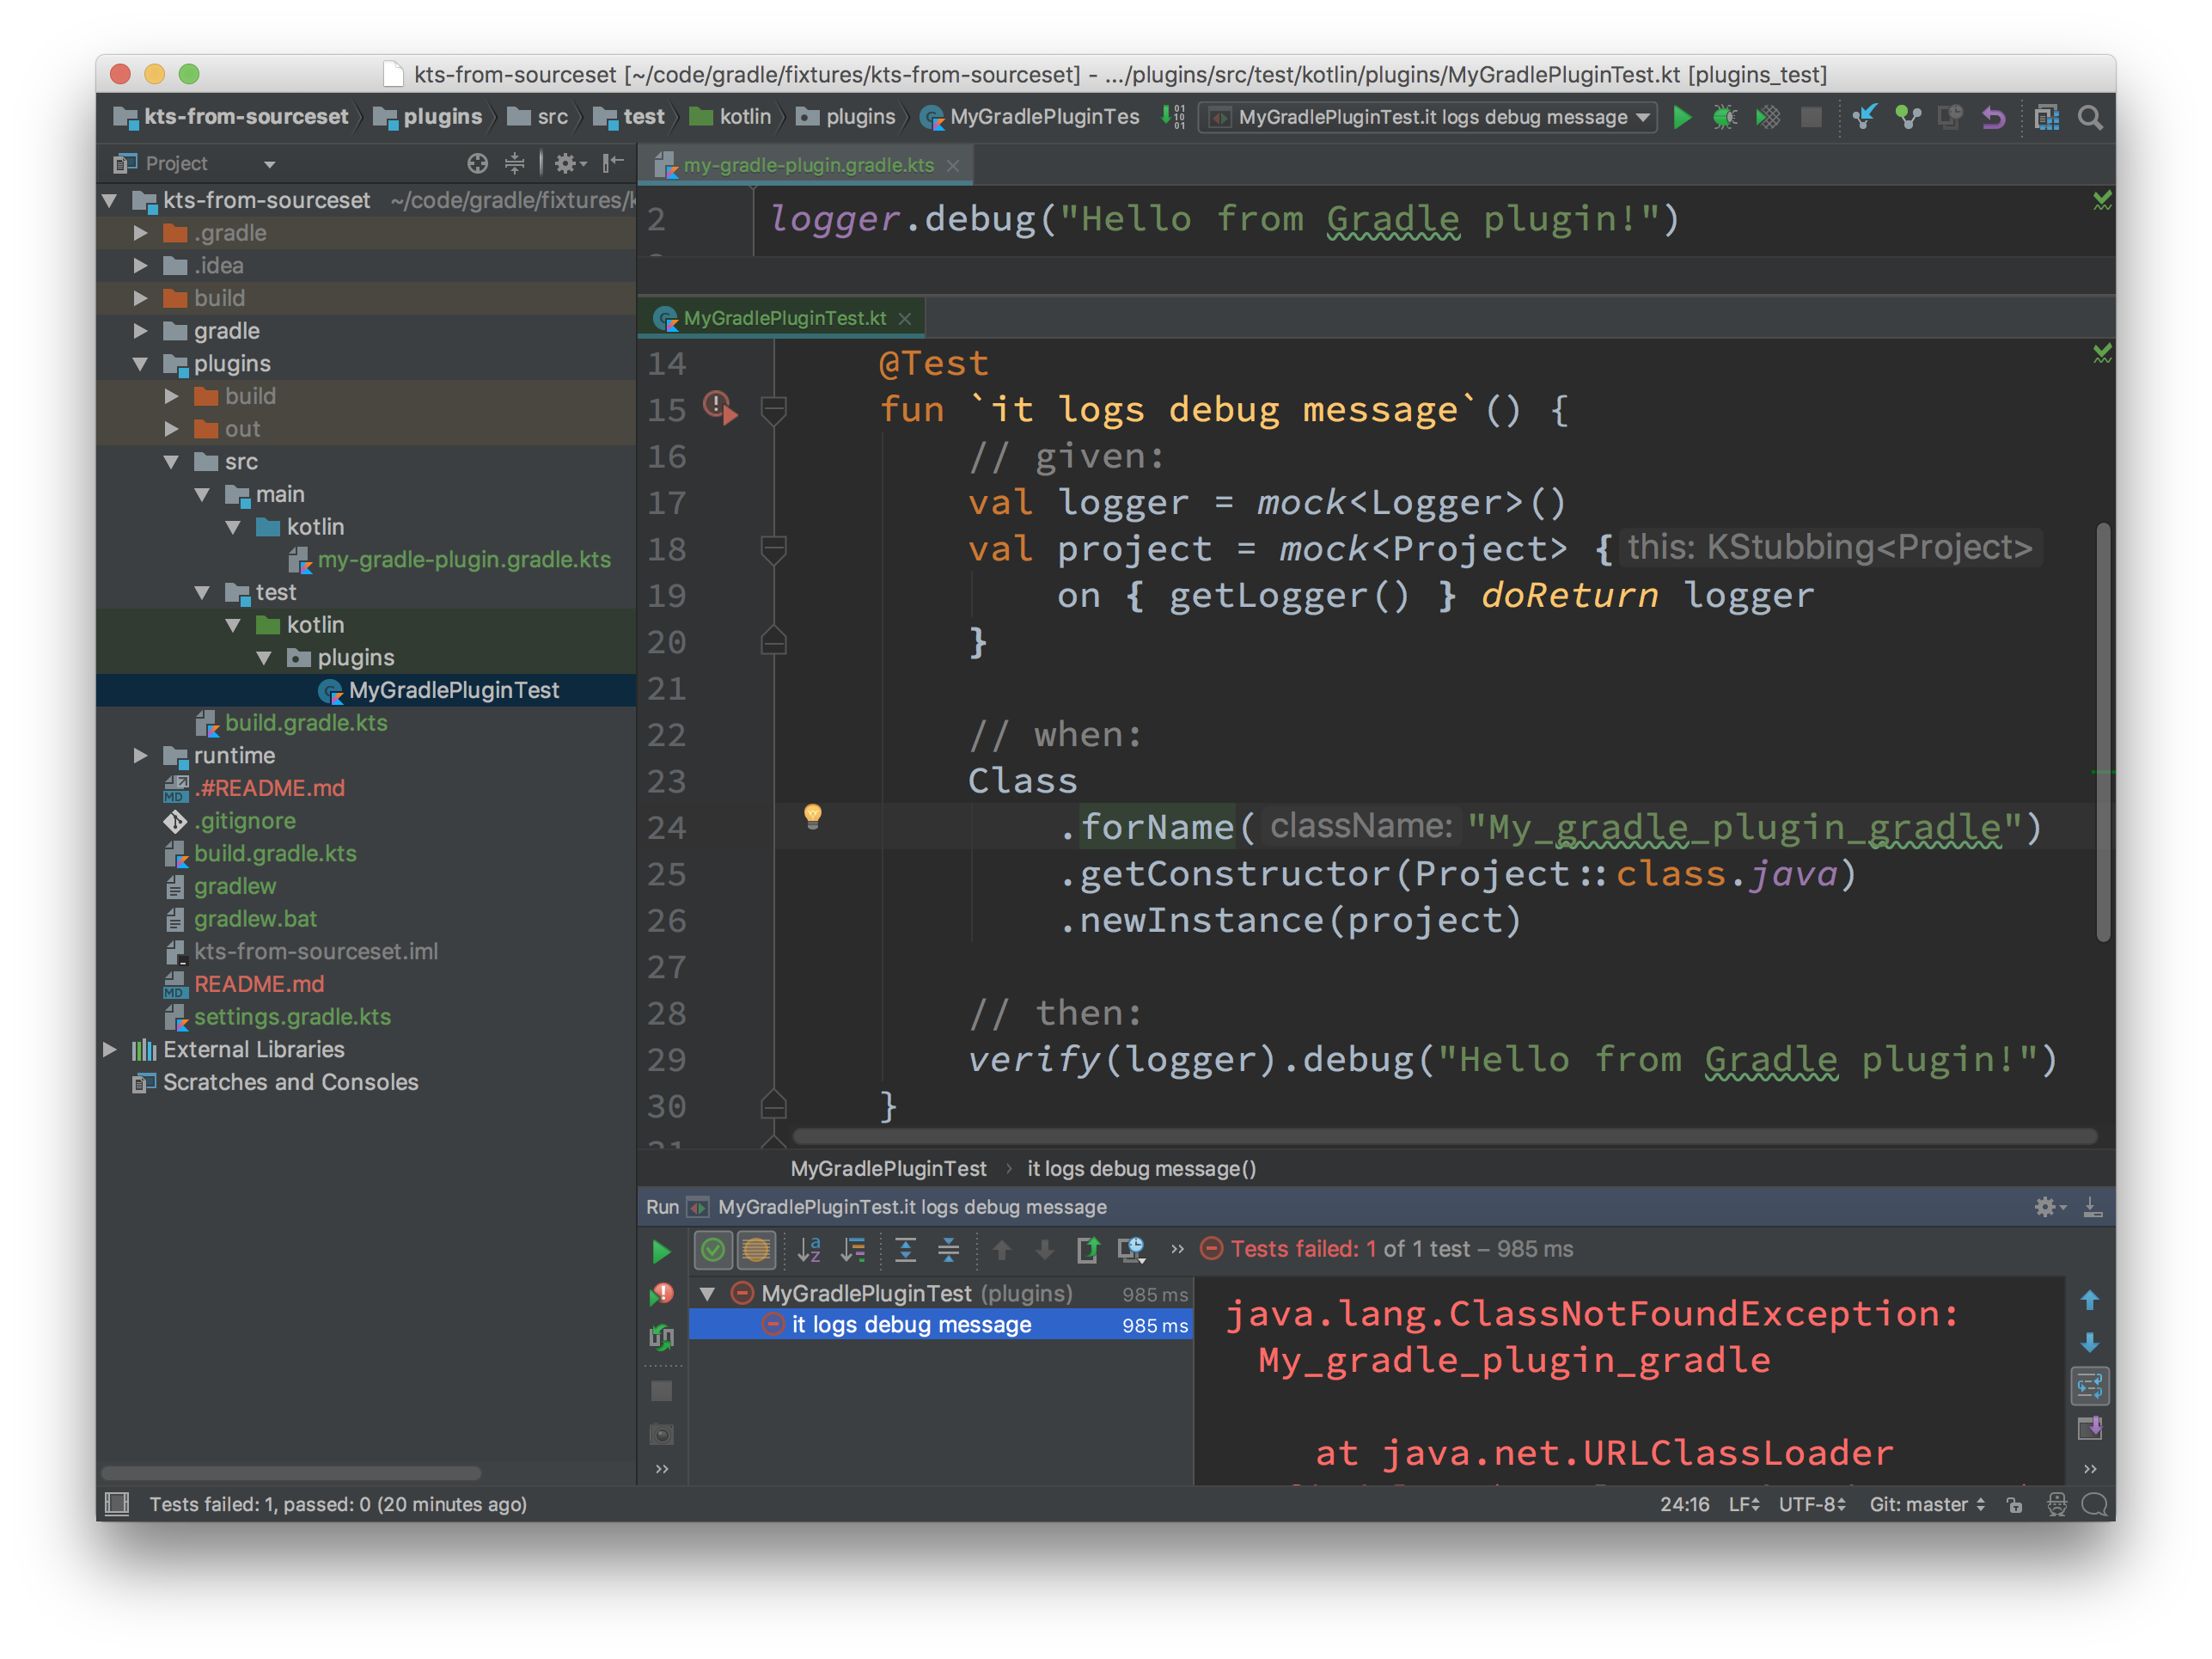 kts-from-sourceset [~/code/gradle/fixtures/kts-from-sourceset] - .../plugins/src/test/kotlin/plugins/MyGradlePluginTest.kt [plugins_test]
kts-from-sourceset plugins src test kotlin plugins MyGradlePluginTes MyGradlePluginTest.it logs debug message
Project
kts-from-sourceset ~/code/gradle/fixtures/k
.gradle
.idea
build
gradle
plugins
build
out
src
main
kotlin
my-gradle-plugin.gradle.kts
test
kotlin
plugins
MyGradlePluginTest
build.gradle.kts
runtime
.#README.md
.gitignore
build.gradle.kts
gradlew
gradlew.bat
kts-from-sourceset.iml
README.md
settings.gradle.kts
External Libraries
Scratches and Consoles
my-gradle-plugin.gradle.kts
2 logger.debug("Hello from Gradle plugin!")
MyGradlePluginTest.kt
14 @Test
15 fun `it logs debug message`() {
16 // given:
17 val logger = mock<Logger>()
18 val project = mock<Project> { this: KStubbing<Project>
19 on { getLogger() } doReturn logger
20 }
21
22 // when:
23 Class
24 .forName( className: "My_gradle_plugin_gradle")
25 .getConstructor(Project::class.java)
26 .newInstance(project)
27
28 // then:
29 verify(logger).debug("Hello from Gradle plugin!")
30 }
MyGradlePluginTest › it logs debug message()
Run MyGradlePluginTest.it logs debug message
Tests failed: 1 of 1 test – 985 ms
MyGradlePluginTest (plugins) 985 ms
it logs debug message 985 ms
java.lang.ClassNotFoundException:
My_gradle_plugin_gradle
at java.net.URLClassLoader
Tests failed: 1, passed: 0 (20 minutes ago)
24:16 LF UTF-8 Git: master